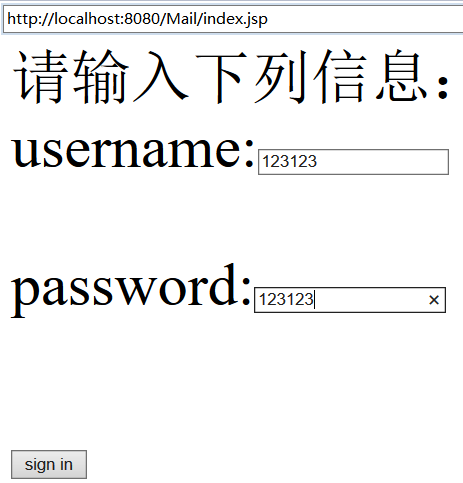 http://localhost:8080/Mail/index.jsp
请输入下列信息：
username: 123123
password: 123123
sign in